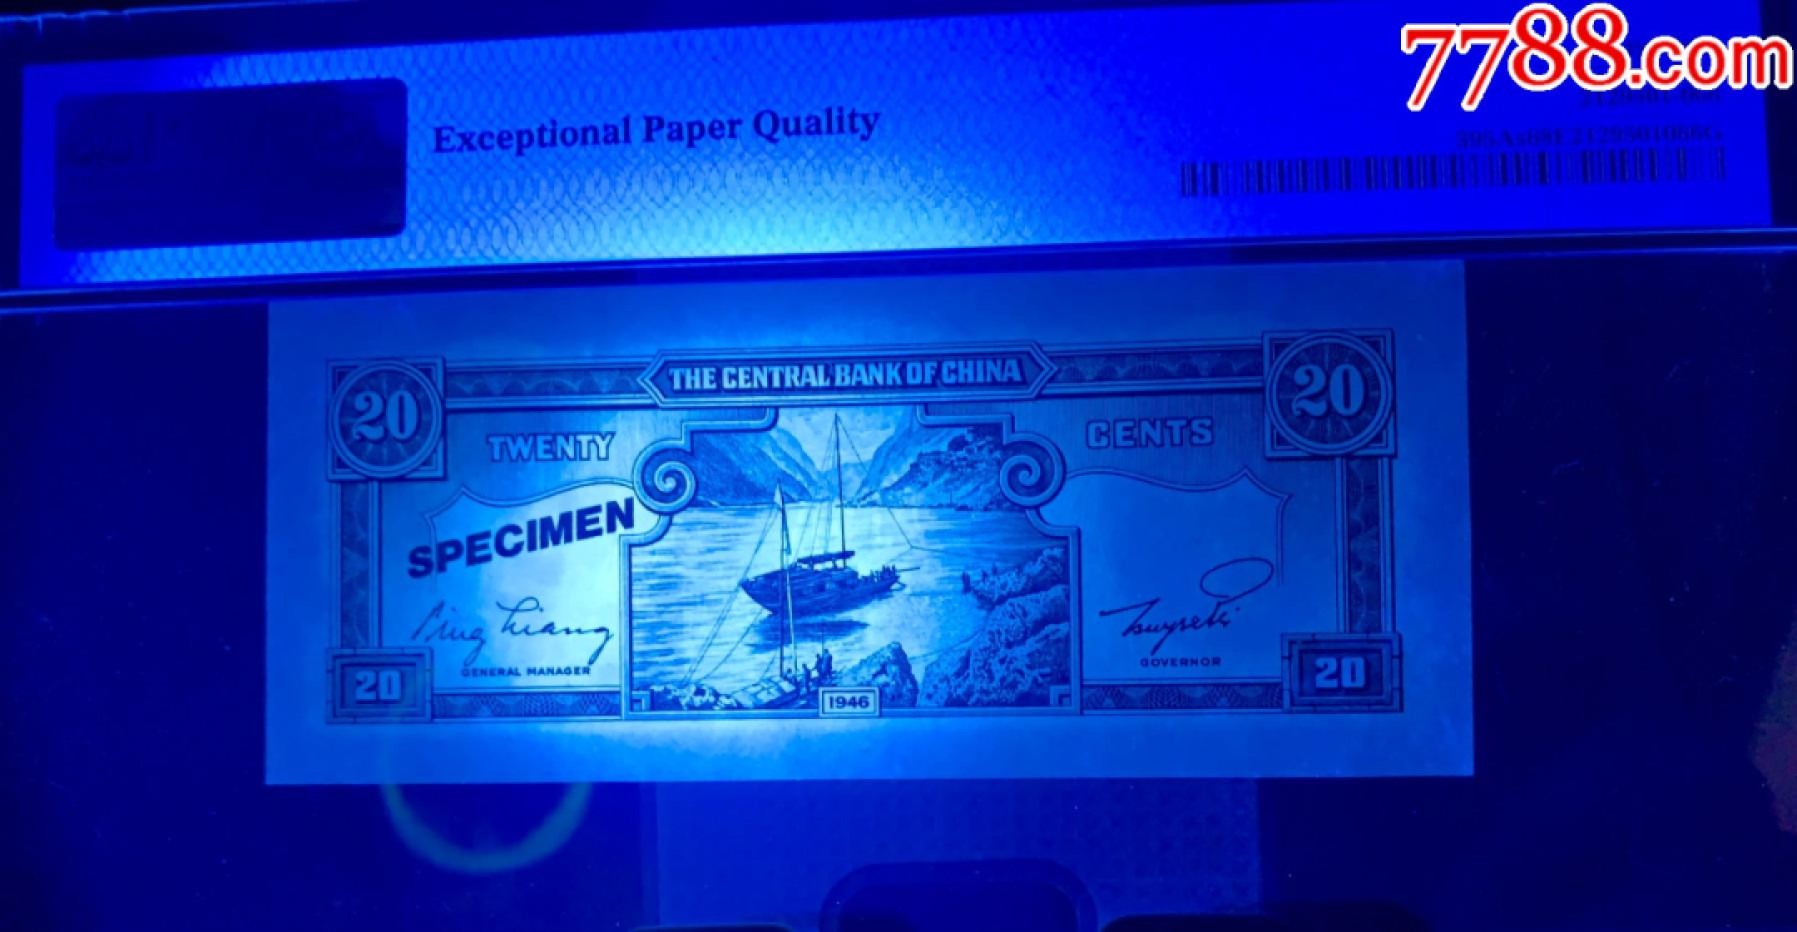 7788.com
Exceptional Paper Quality
THE CENTRAL BANK OF CHINA
20
20
TWENTY
CENTS
SPECIMEN
GENERAL MANAGER
GOVERNOR
20
20
1946